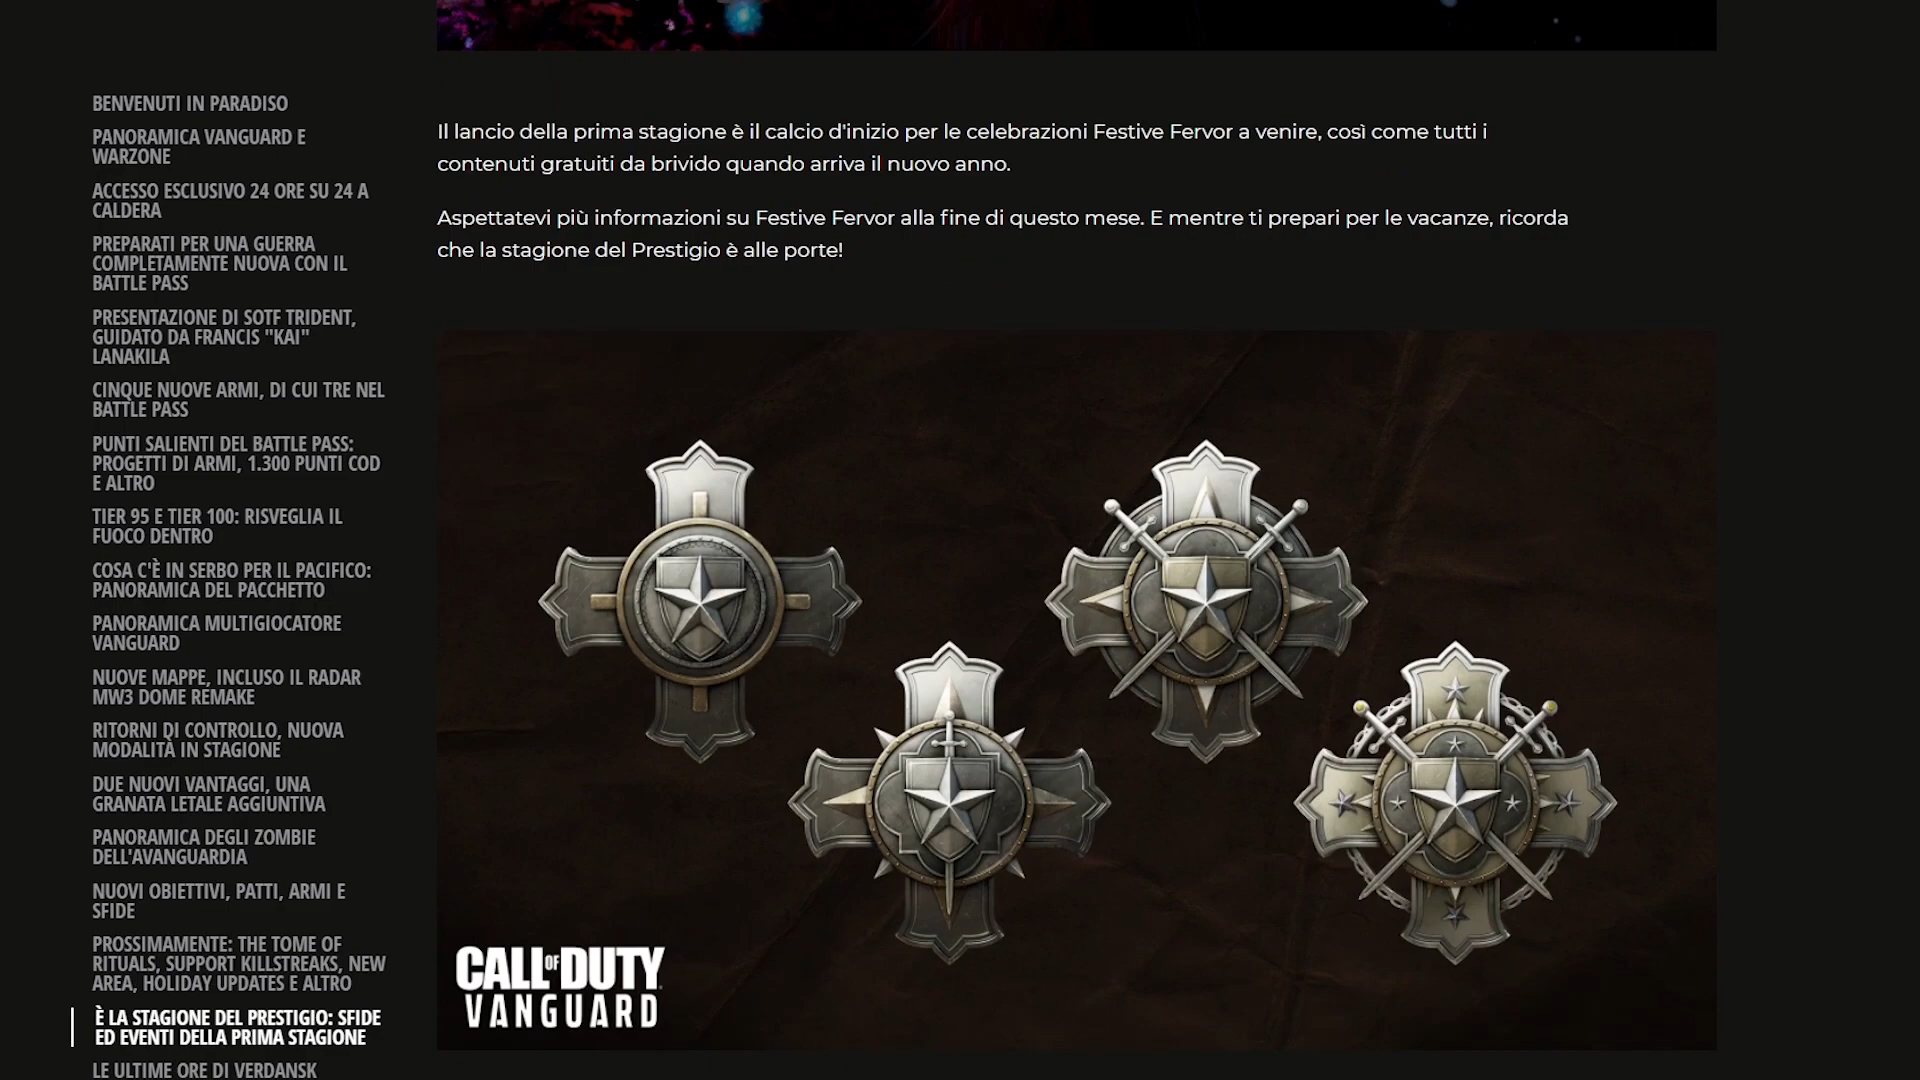 BENVENUTI IN PARADISO
PANORAMICA VANGUARD E
WARZONE
ACCESSO ESCLUSIVO 24 ORE SU 24 A
CALDERA
PREPARATI PER UNA GUERRA
COMPLETAMENTE NUOVA CON IL
BATTLE PASS
PRESENTAZIONE DI SOTF TRIDENT,
GUIDATO DA FRANCIS "KAI"
LANAKILA
CINQUE NUOVE ARMI, DI CUI TRE NEL
BATTLE PASS
PUNTI SALIENTI DEL BATTLE PASS:
PROGETTI DI ARMI, 1.300 PUNTI COD
E ALTRO
TIER 95 E TIER 100: RISVEGLIA IL
FUOCO DENTRO
COSA C'È IN SERBO PER IL PACIFICO:
PANORAMICA DEL PACCHETTO
PANORAMICA MULTIGIOCATORE
VANGUARD
NUOVE MAPPE, INCLUSO IL RADAR
MW3 DOME REMAKE
RITORNI DI CONTROLLO, NUOVA
MODALITÀ IN STAGIONE
DUE NUOVI VANTAGGI, UNA
GRANATA LETALE AGGIUNTIVA
PANORAMICA DEGLI ZOMBIE
DELL'AVANGUARDIA
NUOVI OBIETTIVI, PATTI, ARMI E
SFIDE
PROSSIMAMENTE: THE TOME OF
RITUALS, SUPPORT KILLSTREAKS, NEW
AREA, HOLIDAY UPDATES E ALTRO
È LA STAGIONE DEL PRESTIGIO: SFIDE
ED EVENTI DELLA PRIMA STAGIONE
LE ULTIME ORE DI VERDANSK
Il lancio della prima stagione è il calcio d'inizio per le celebrazioni Festive Fervor a venire, così come tutti i
contenuti gratuiti da brivido quando arriva il nuovo anno.
Aspettatevi più informazioni su Festive Fervor alla fine di questo mese. E mentre ti prepari per le vacanze, ricorda
che la stagione del Prestigio è alle porte!
CALL OF DUTY
VANGUARD